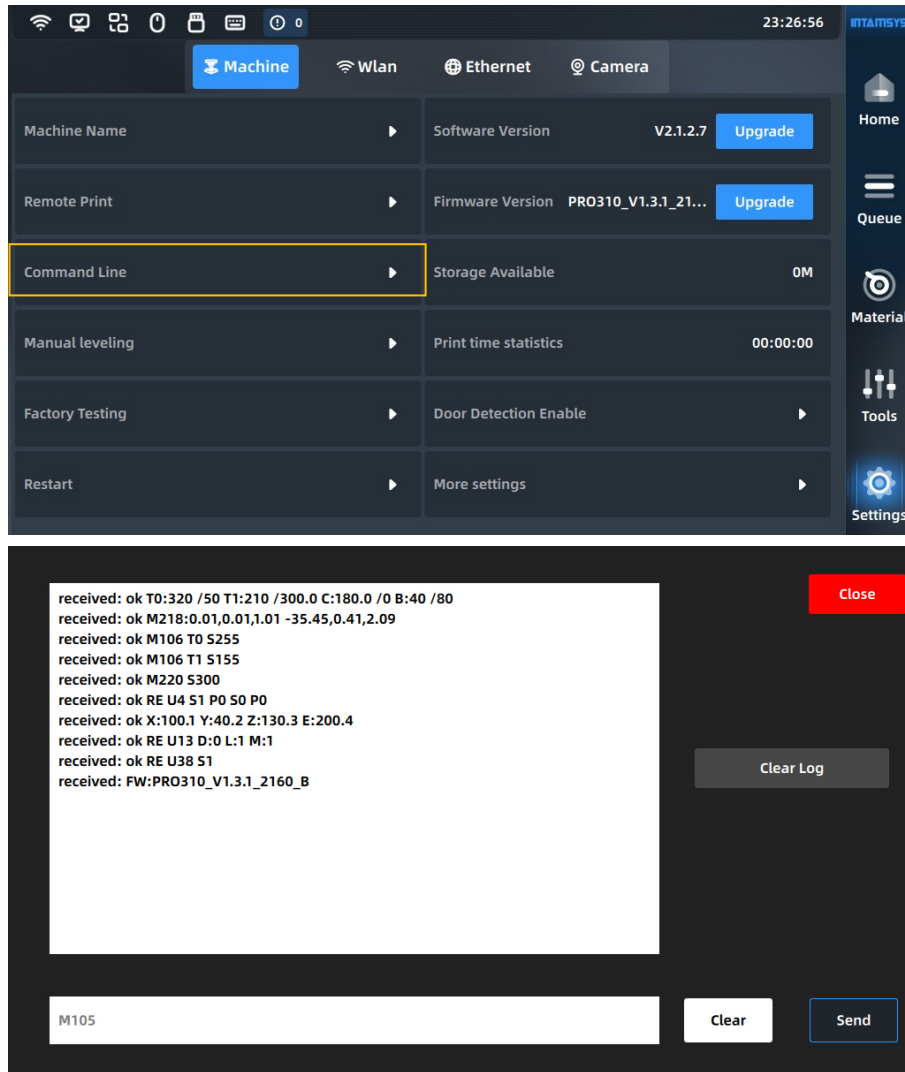 0
23:26:56
INTAMSYS
Machine
Wlan
Ethernet
Camera
Home
Machine Name
Software Version V2.1.2.7 Upgrade
Remote Print
Firmware Version PRO310_V1.3.1_21... Upgrade
Queue
Command Line
Storage Available 0M
Material
Manual leveling
Print time statistics 00:00:00
Factory Testing
Door Detection Enable
Tools
Restart
More settings
Settings
Close
received: ok T0:320 /50 T1:210 /300.0 C:180.0 /0 B:40 /80
received: ok M218:0.01,0.01,1.01 -35.45,0.41,2.09
received: ok M106 T0 S255
received: ok M106 T1 S155
received: ok M220 S300
received: ok RE U4 S1 P0 S0 P0
received: ok X:100.1 Y:40.2 Z:130.3 E:200.4
received: ok RE U13 D:0 L:1 M:1
received: ok RE U38 S1
received: FW:PRO310_V1.3.1_2160_B
Clear Log
M105
Clear
Send